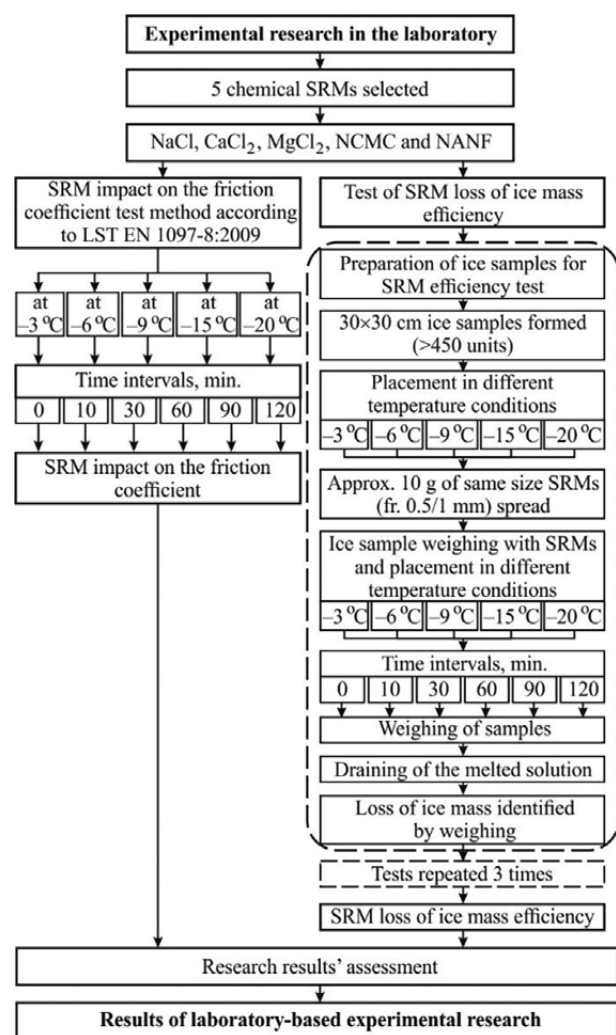 Experimental research in the laboratory
5 chemical SRMs selected
NaCl, CaCl₂, MgCl₂, NCMC and NANF
SRM impact on the friction
coefficient test method according
to LST EN 1097-8:2009
at at at at at
–3 °C –6 °C –9 °C –15 °C –20 °C
Time intervals, min.
0 10 30 60 90 120
SRM impact on the friction
coefficient
Test of SRM loss of ice mass
efficiency
Preparation of ice samples for
SRM efficiency test
30×30 cm ice samples formed
(>450 units)
Placement in different
temperature conditions
–3 °C –6 °C –9 °C –15 °C –20 °C
Approx. 10 g of same size SRMs
(fr. 0.5/1 mm) spread
Ice sample weighing with SRMs
and placement in different
temperature conditions
–3 °C –6 °C –9 °C –15 °C –20 °C
Time intervals, min.
0 10 30 60 90 120
Weighing of samples
Draining of the melted solution
Loss of ice mass identified
by weighing
Tests repeated 3 times
SRM loss of ice mass efficiency
Research results' assessment
Results of laboratory-based experimental research